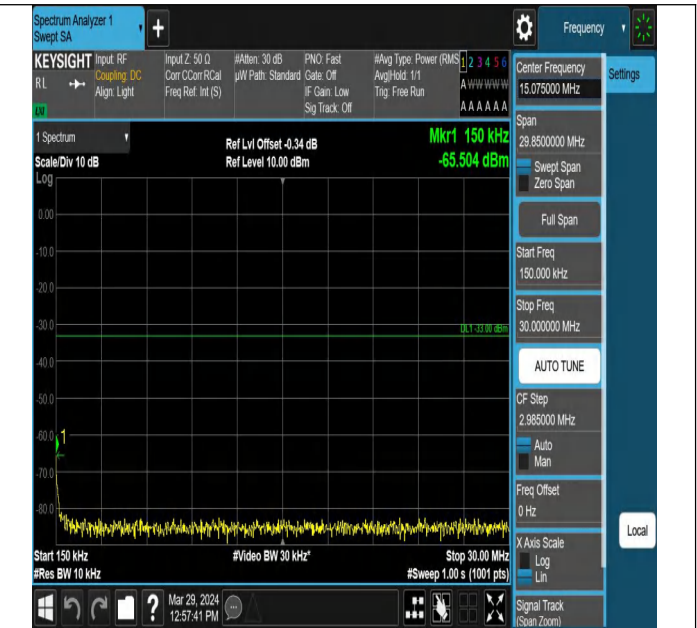 Spectrum Analyzer 1
Swept SA
+
Frequency
KEYSIGHT
RL
LXI
Input: RF
Coupling: DC
Align: Light
Input Z: 50 Ω
Corr CCorr RCal
Freq Ref: Int (S)
#Atten: 30 dB
µW Path: Standard
PNO: Fast
Gate: Off
IF Gain: Low
Sig Track: Off
#Avg Type: Power (RMS
Avg|Hold: 1/1
Trig: Free Run
1 2 3 4 5 6
A W W W W W
A A A A A A
1 Spectrum
Scale/Div 10 dB
Log
Ref Lvl Offset -0.34 dB
Ref Level 10.00 dBm
Mkr1 150 kHz
-65.504 dBm
0.00
-10.0
-20.0
-30.0
DL1 -33.00 dBm
-40.0
-50.0
-60.0
1
-70.0
-80.0
Start 150 kHz
#Res BW 10 kHz
#Video BW 30 kHz*
Stop 30.00 MHz
#Sweep 1.00 s (1001 pts)
?
Mar 29, 2024
12:57:41 PM
Center Frequency
15.075000 MHz
Settings
Span
29.8500000 MHz
Swept Span
Zero Span
Full Span
Start Freq
150.000 kHz
Stop Freq
30.000000 MHz
AUTO TUNE
CF Step
2.985000 MHz
Auto
Man
Freq Offset
0 Hz
X Axis Scale
Log
Lin
Local
Signal Track
(Span Zoom)